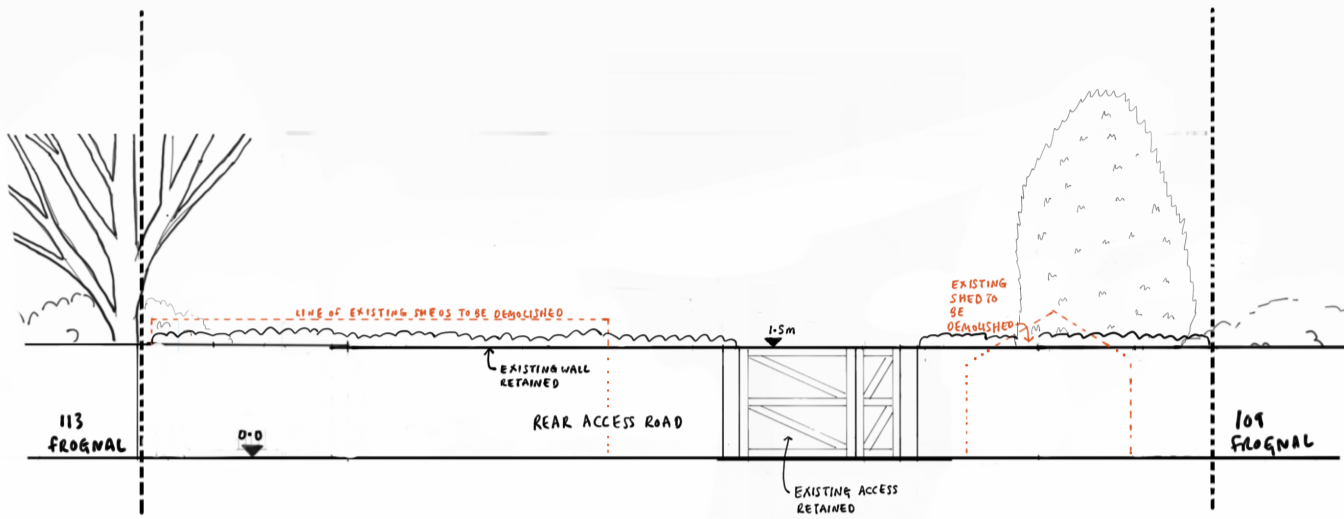 LINE OF EXISTING SHEDS TO BE DEMOLISHED
EXISTING
SHED TO
BE
DEMOLISHED
1.5m
EXISTING WALL
RETAINED
113
FROGNAL
0.0
REAR ACCESS ROAD
109
FROGNAL
EXISTING ACCESS
RETAINED